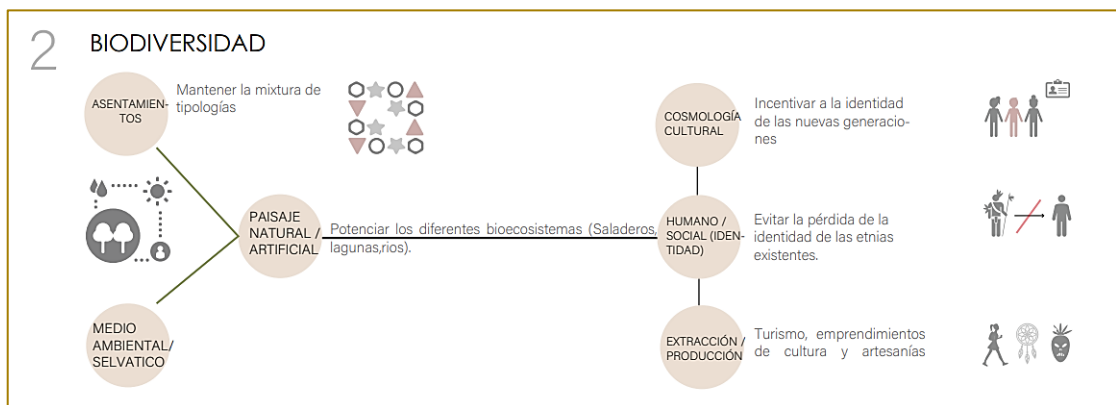 2
BIODIVERSIDAD
ASENTAMIEN-
TOS
Mantener la mixtura de
tipologías
PAISAJE
NATURAL /
ARTIFICIAL
Potenciar los diferentes bioecosistemas (Saladeros,
lagunas,rios).
MEDIO
AMBIENTAL/
SELVATICO
COSMOLOGÍA
CULTURAL
Incentivar a la identidad
de las nuevas generacio-
nes
HUMANO /
SOCIAL (IDEN-
TIDAD)
Evitar la pérdida de la
identidad de las etnias
existentes.
EXTRACCIÓN /
PRODUCCIÓN
Turismo, emprendimientos
de cultura y artesanías